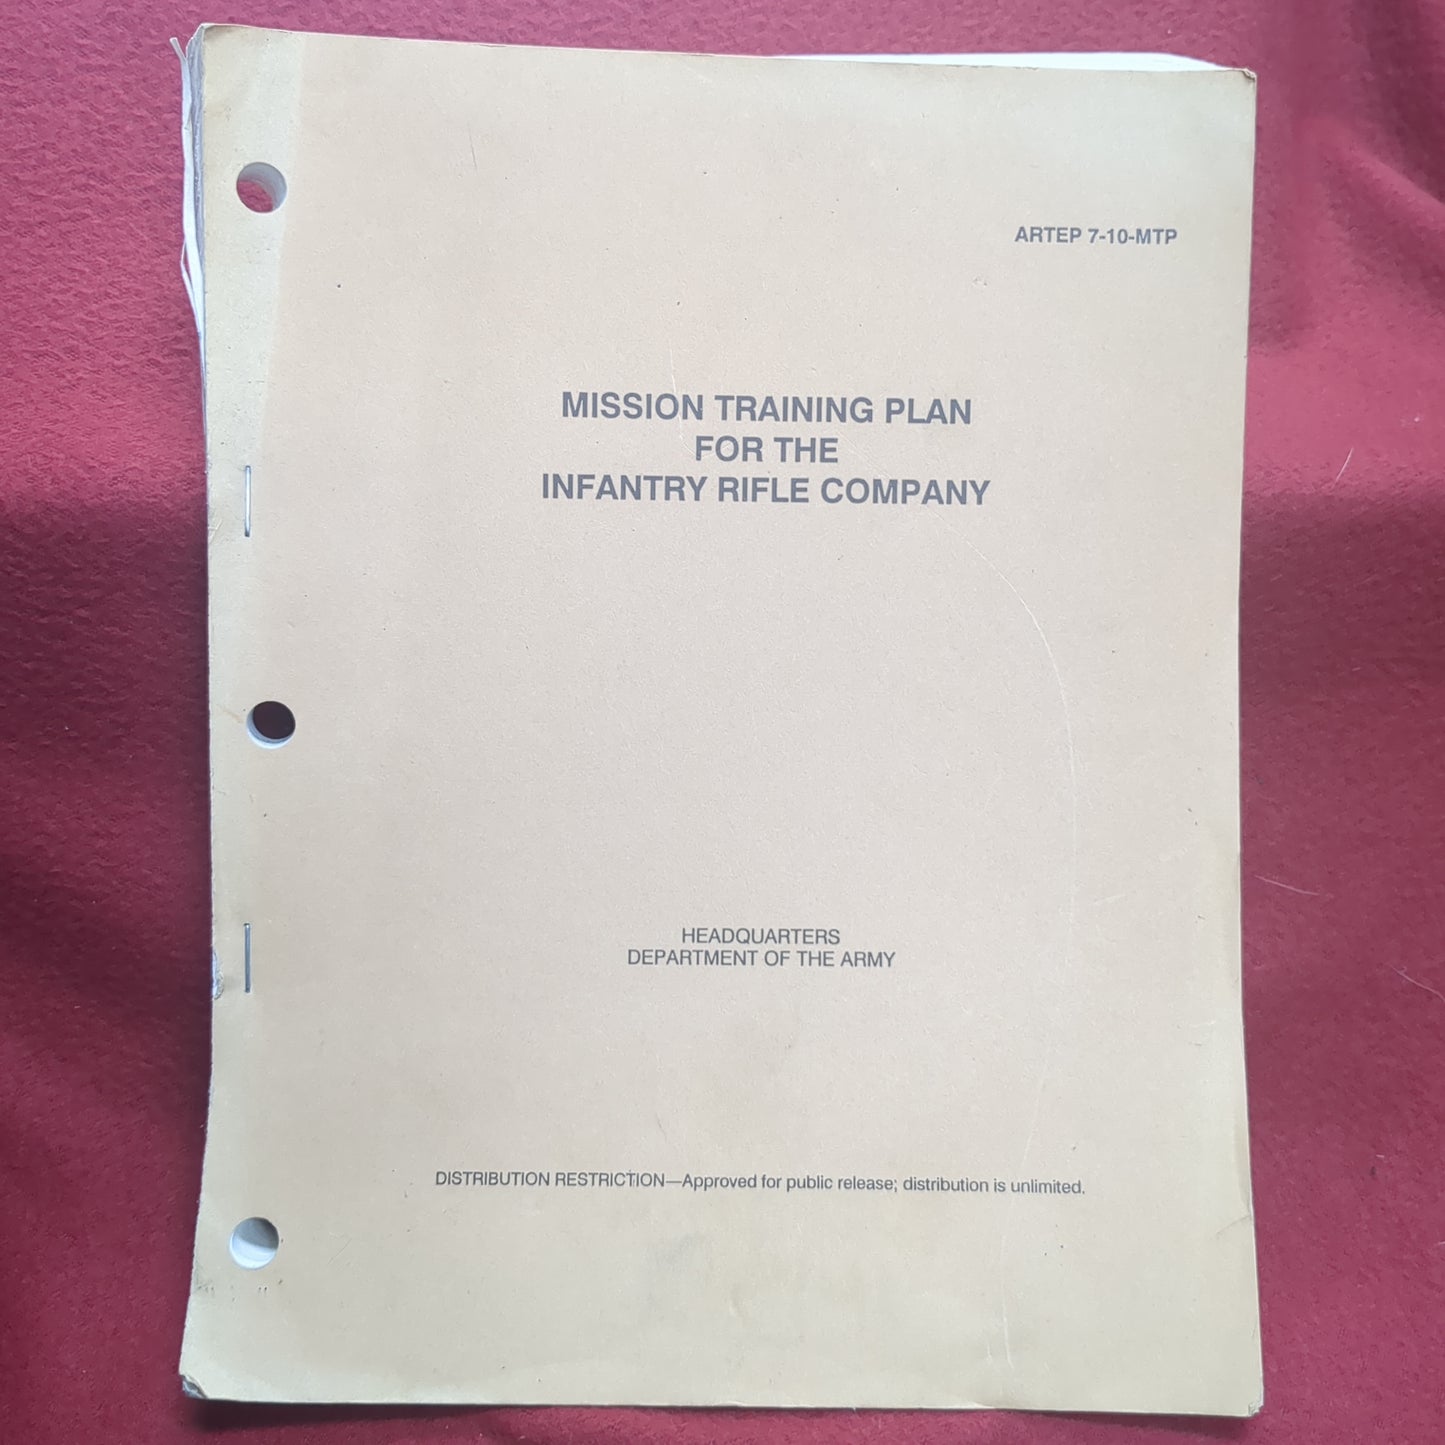 ARTEP 7-10-MTP
MISSION TRAINING PLAN
FOR THE
INFANTRY RIFLE COMPANY
HEADQUARTERS
DEPARTMENT OF THE ARMY
DISTRIBUTION RESTRICTION—Approved for public release; distribution is unlimited.